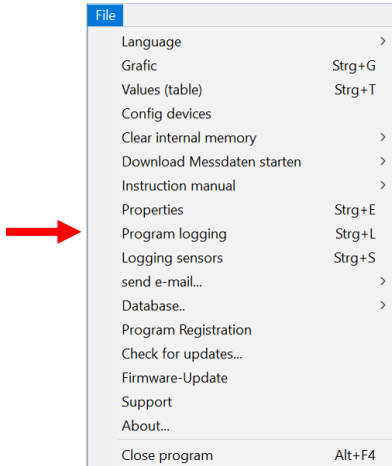 File
Language >
Grafic Strg+G
Values (table) Strg+T
Config devices
Clear internal memory >
Download Messdaten starten >
Instruction manual >
Properties Strg+E
Program logging Strg+L
Logging sensors Strg+S
send e-mail... >
Database.. >
Program Registration
Check for updates...
Firmware-Update
Support
About...
Close program Alt+F4